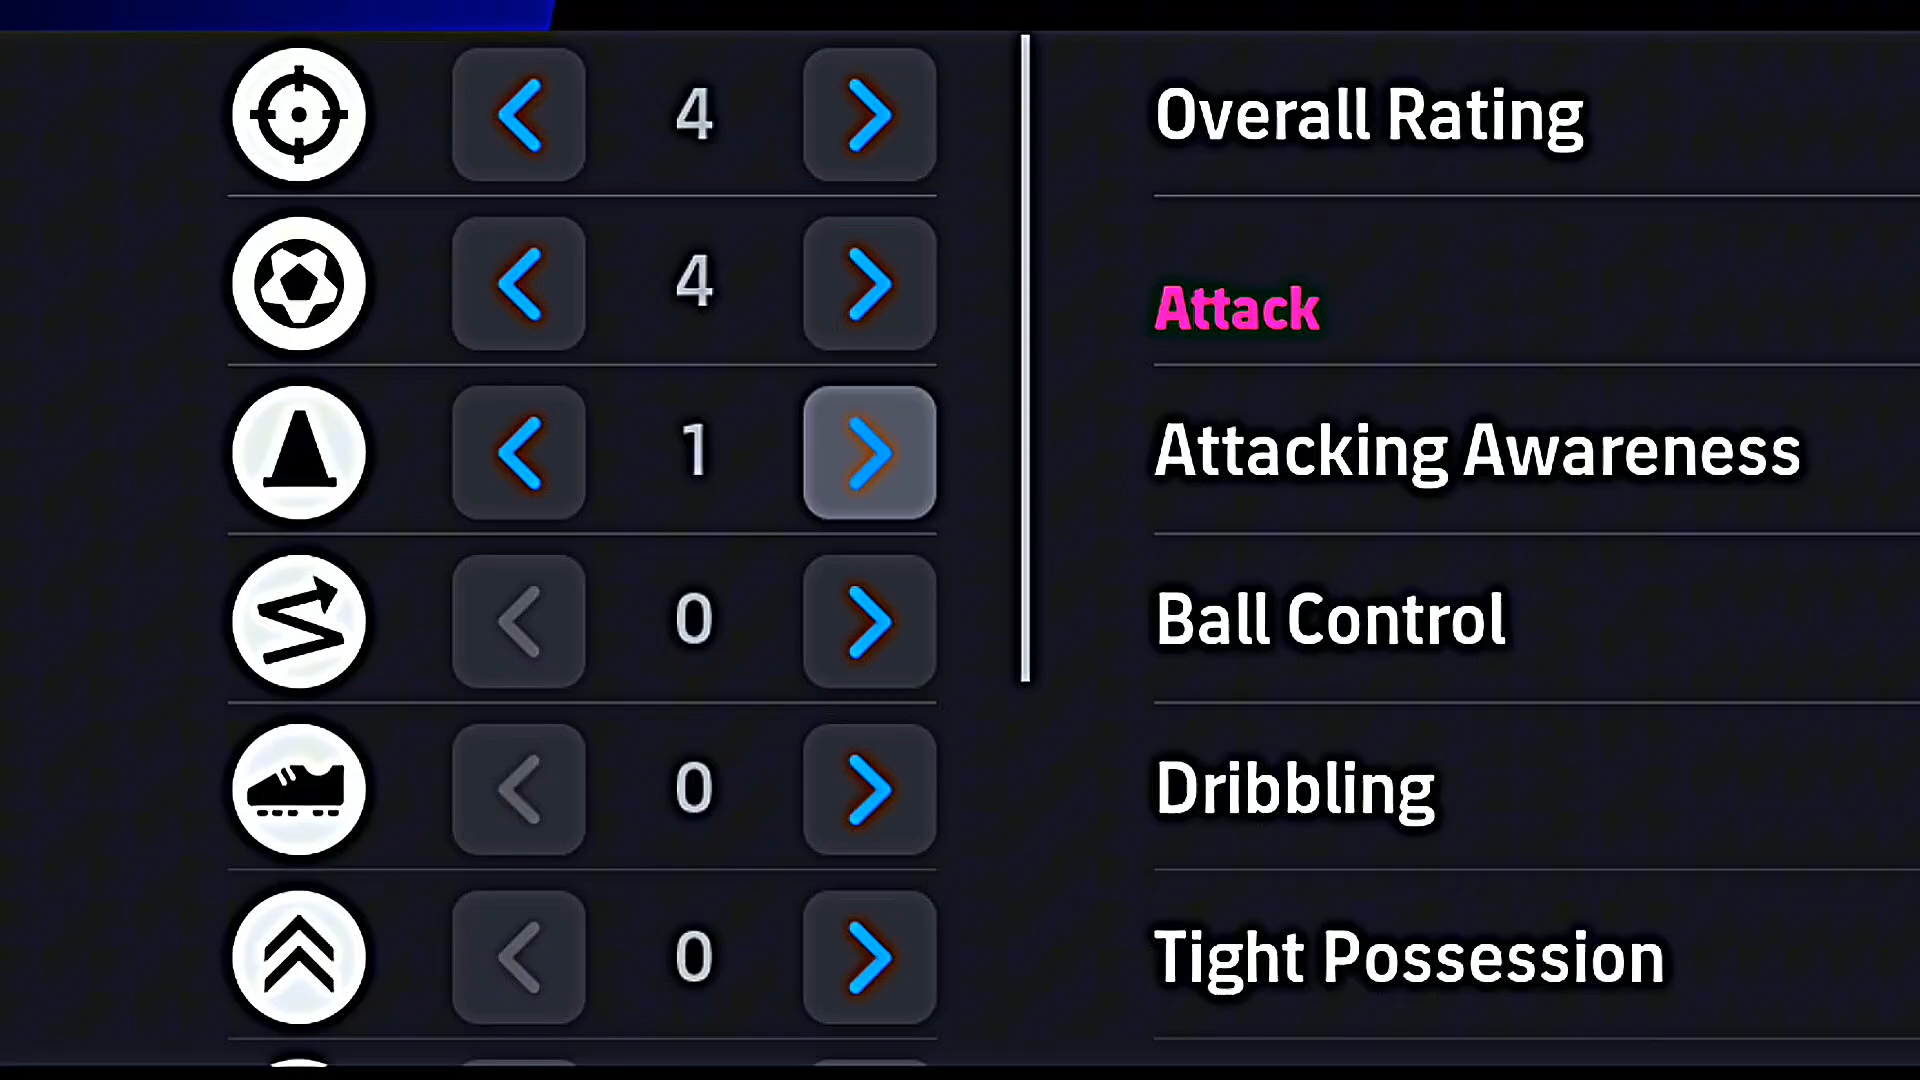 4
Overall Rating
4
Attack
1
Attacking Awareness
0
Ball Control
0
Dribbling
0
Tight Possession